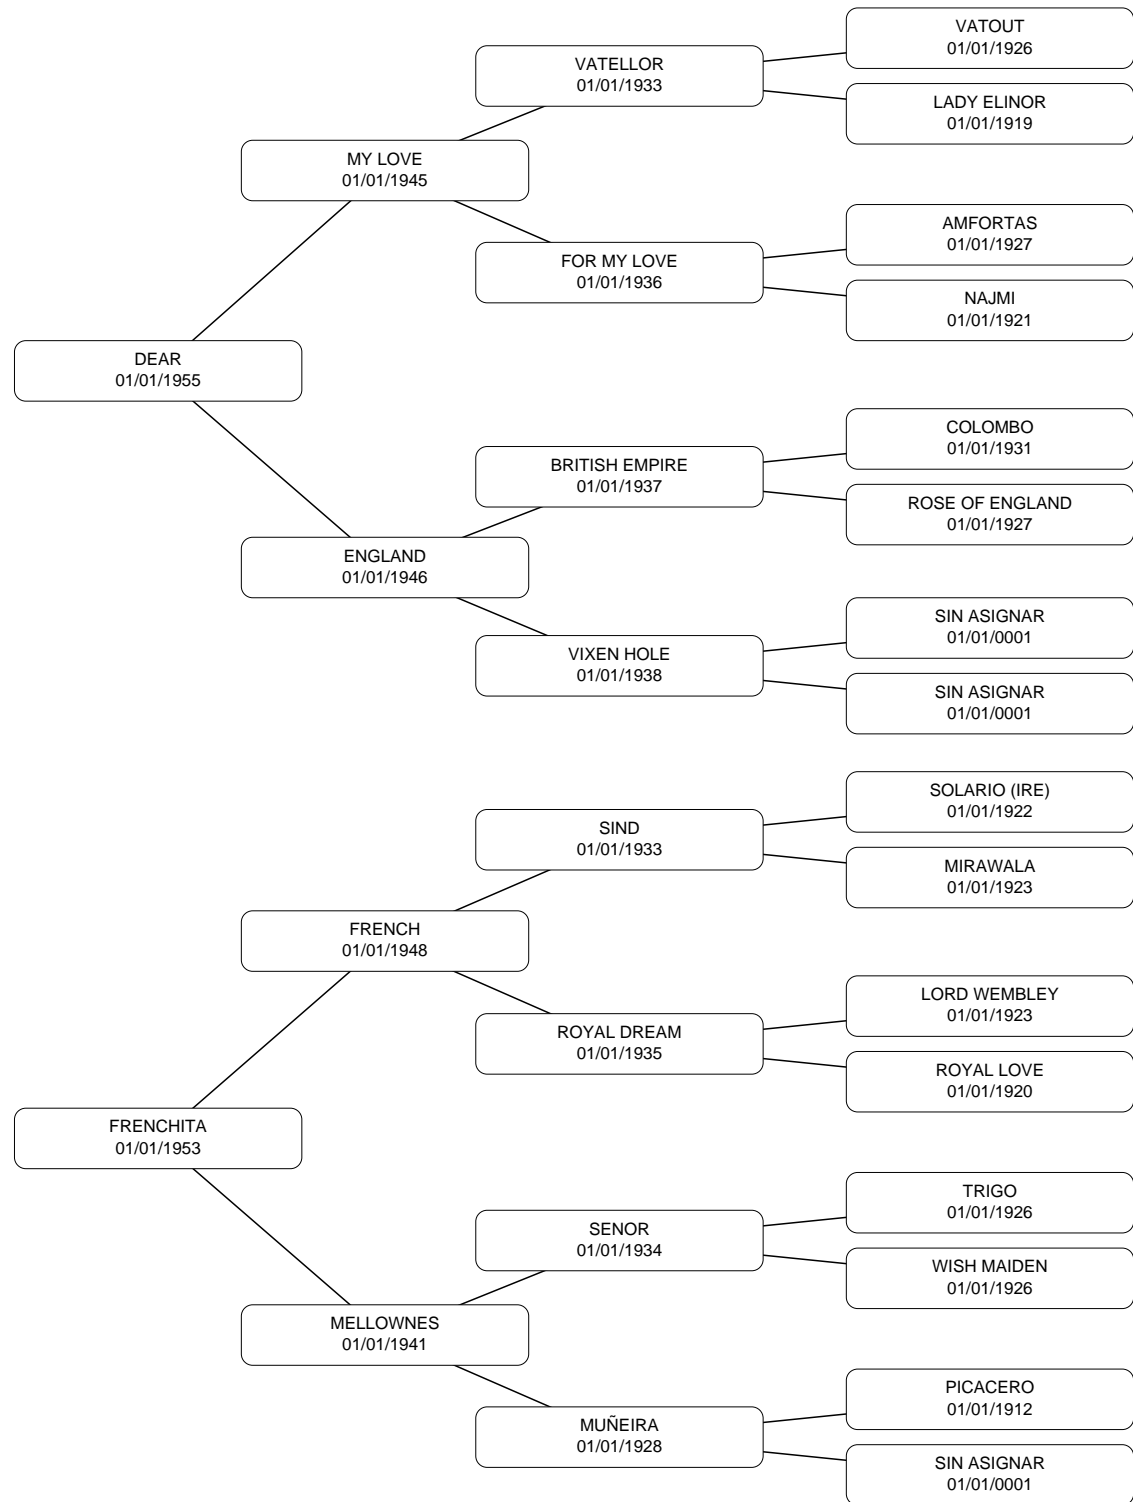 VATOUT
01/01/1926
VATELLOR
01/01/1933
LADY ELINOR
01/01/1919
MY LOVE
01/01/1945
AMFORTAS
01/01/1927
FOR MY LOVE
01/01/1936
NAJMI
01/01/1921
DEAR
01/01/1955
COLOMBO
01/01/1931
BRITISH EMPIRE
01/01/1937
ROSE OF ENGLAND
01/01/1927
ENGLAND
01/01/1946
SIN ASIGNAR
01/01/0001
VIXEN HOLE
01/01/1938
SIN ASIGNAR
01/01/0001
SOLARIO (IRE)
01/01/1922
SIND
01/01/1933
MIRAWALA
01/01/1923
FRENCH
01/01/1948
LORD WEMBLEY
01/01/1923
ROYAL DREAM
01/01/1935
ROYAL LOVE
01/01/1920
FRENCHITA
01/01/1953
TRIGO
01/01/1926
SENOR
01/01/1934
WISH MAIDEN
01/01/1926
MELLOWNES
01/01/1941
PICACERO
01/01/1912
MUÑEIRA
01/01/1928
SIN ASIGNAR
01/01/0001